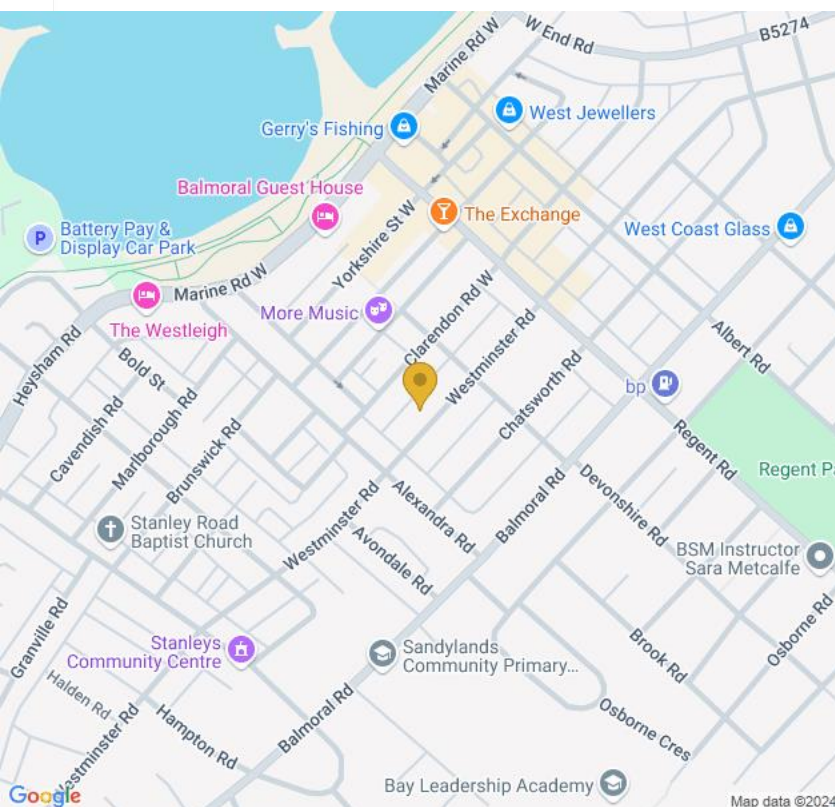 Marine Rd W
W End Rd
B5274
Gerry's Fishing
West Jewellers
Balmoral Guest House
The Exchange
West Coast Glass
P
Battery Pay &
Display Car Park
Yorkshire St W
Marine Rd W
The Westleigh
More Music
Clarendon Rd W
Westminster Rd
Albert Rd
Heysham Rd
Bold St
Cavendish Rd
Marlborough Rd
Brunswick Rd
Chatsworth Rd
bp
Regent Rd
Regent Pa
Stanley Road
Baptist Church
Westminster Rd
Alexandra Rd
Avondale Rd
Balmoral Rd
Devonshire Rd
BSM Instructor
Sara Metcalfe
Granville Rd
Stanleys
Community Centre
Sandylands
Community Primary...
Brook Rd
Osborne Rd
Halden Rd
Hampton Rd
Westminster Rd
Balmoral Rd
Osborne Cres
Bay Leadership Academy
Google
Map data ©2024